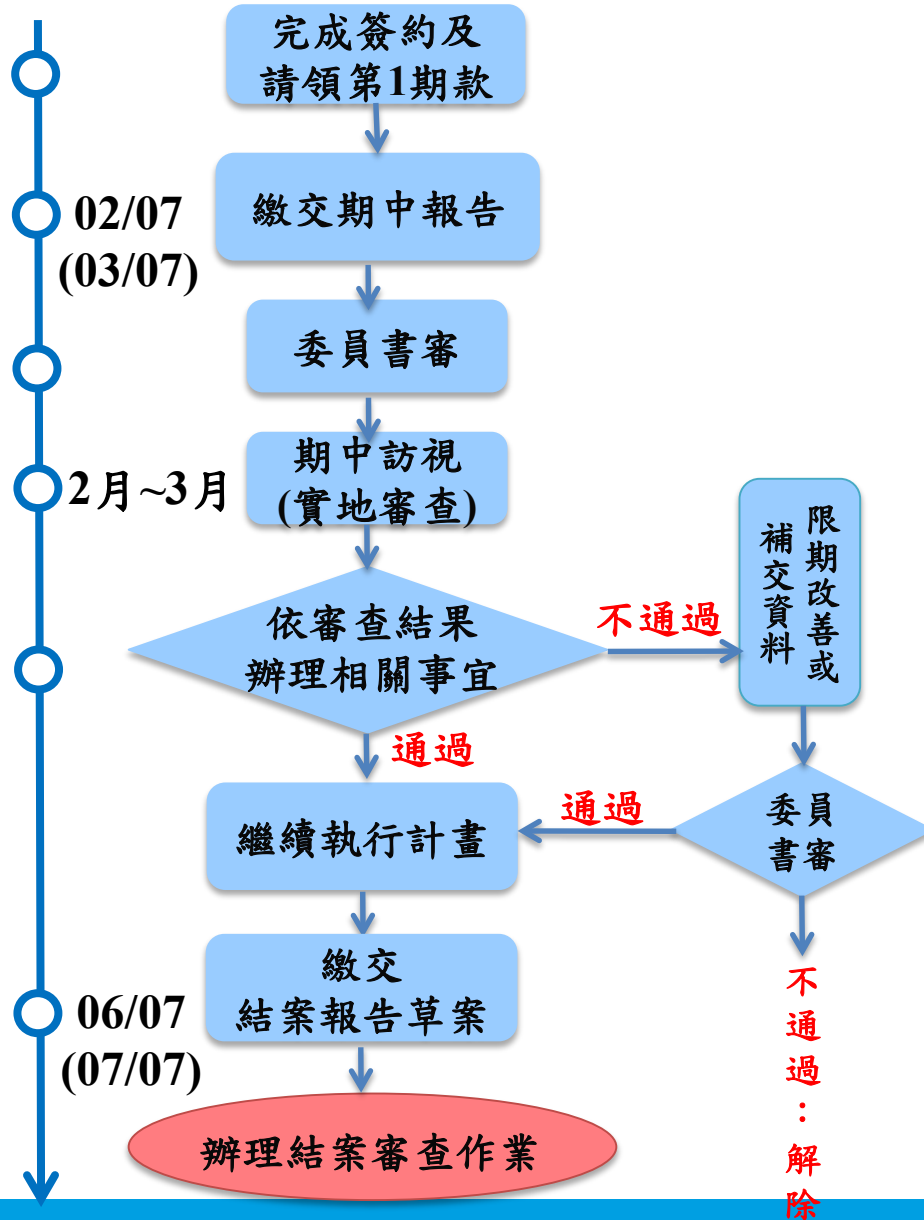 完成簽約及
請領第1期款
02/07
(03/07)
繳交期中報告
委員書審
2月~3月
期中訪視
(實地審查)
限期改善或
補交資料
依審查結果
辦理相關事宜
不通過
通過
繼續執行計畫
通過
委員
書審
06/07
(07/07)
繳交
結案報告草案
不通過：解除
辦理結案審查作業